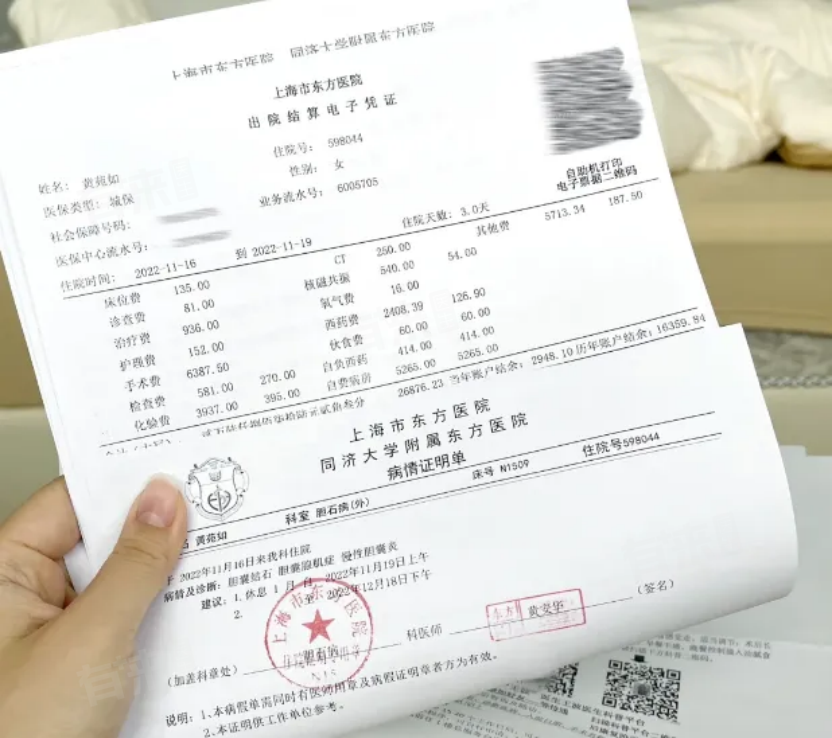 上海市东方医院 同济大学附属东方医院
上海市东方医院
出院结算电子凭证
住院号: 598044
姓名: 黄苑如 性别: 女
医保类型: 城保 业务流水号: 6005705
自助机打印
电子票据二维码
社会保障号码:
医保中心流水号:
住院时间: 2022-11-16 到 2022-11-19 住院天数: 3.0天
床位费 135.00 CT 250.00 其他费 5713.34 187.50
诊查费 81.00 核磁共振 540.00 54.00
治疗费 936.00 氧气费 16.00
护理费 152.00 西药费 2408.39 126.90
手术费 6387.50 伙食费 60.00 60.00
检查费 581.00 270.00 自负西药 414.00 414.00
化验费 3937.00 395.00 自费病房 5265.00 5265.00
26876.23 当年账户结余: 2948.10 历年账户结余: 16359.84
上海市东方医院
同济大学附属东方医院
病情证明单
黄苑如 科室 胆石病(外) 床号 N1509 住院号598044
于 2022年11月16日来我科住院
病情及诊断: 胆囊结石 胆囊腺肌症 慢性胆囊炎
建议: 1.休息 1 月 自 2022年11月19日上午
至 2022年12月18日下午
2.
上海市东方医院
N15
(加盖科章处) 科医师 黄安华 (签名)
东方
说明: 1、本病假单需同时有医师用章及病假证明章者方为有效。
2、本证明供工作单位参考。